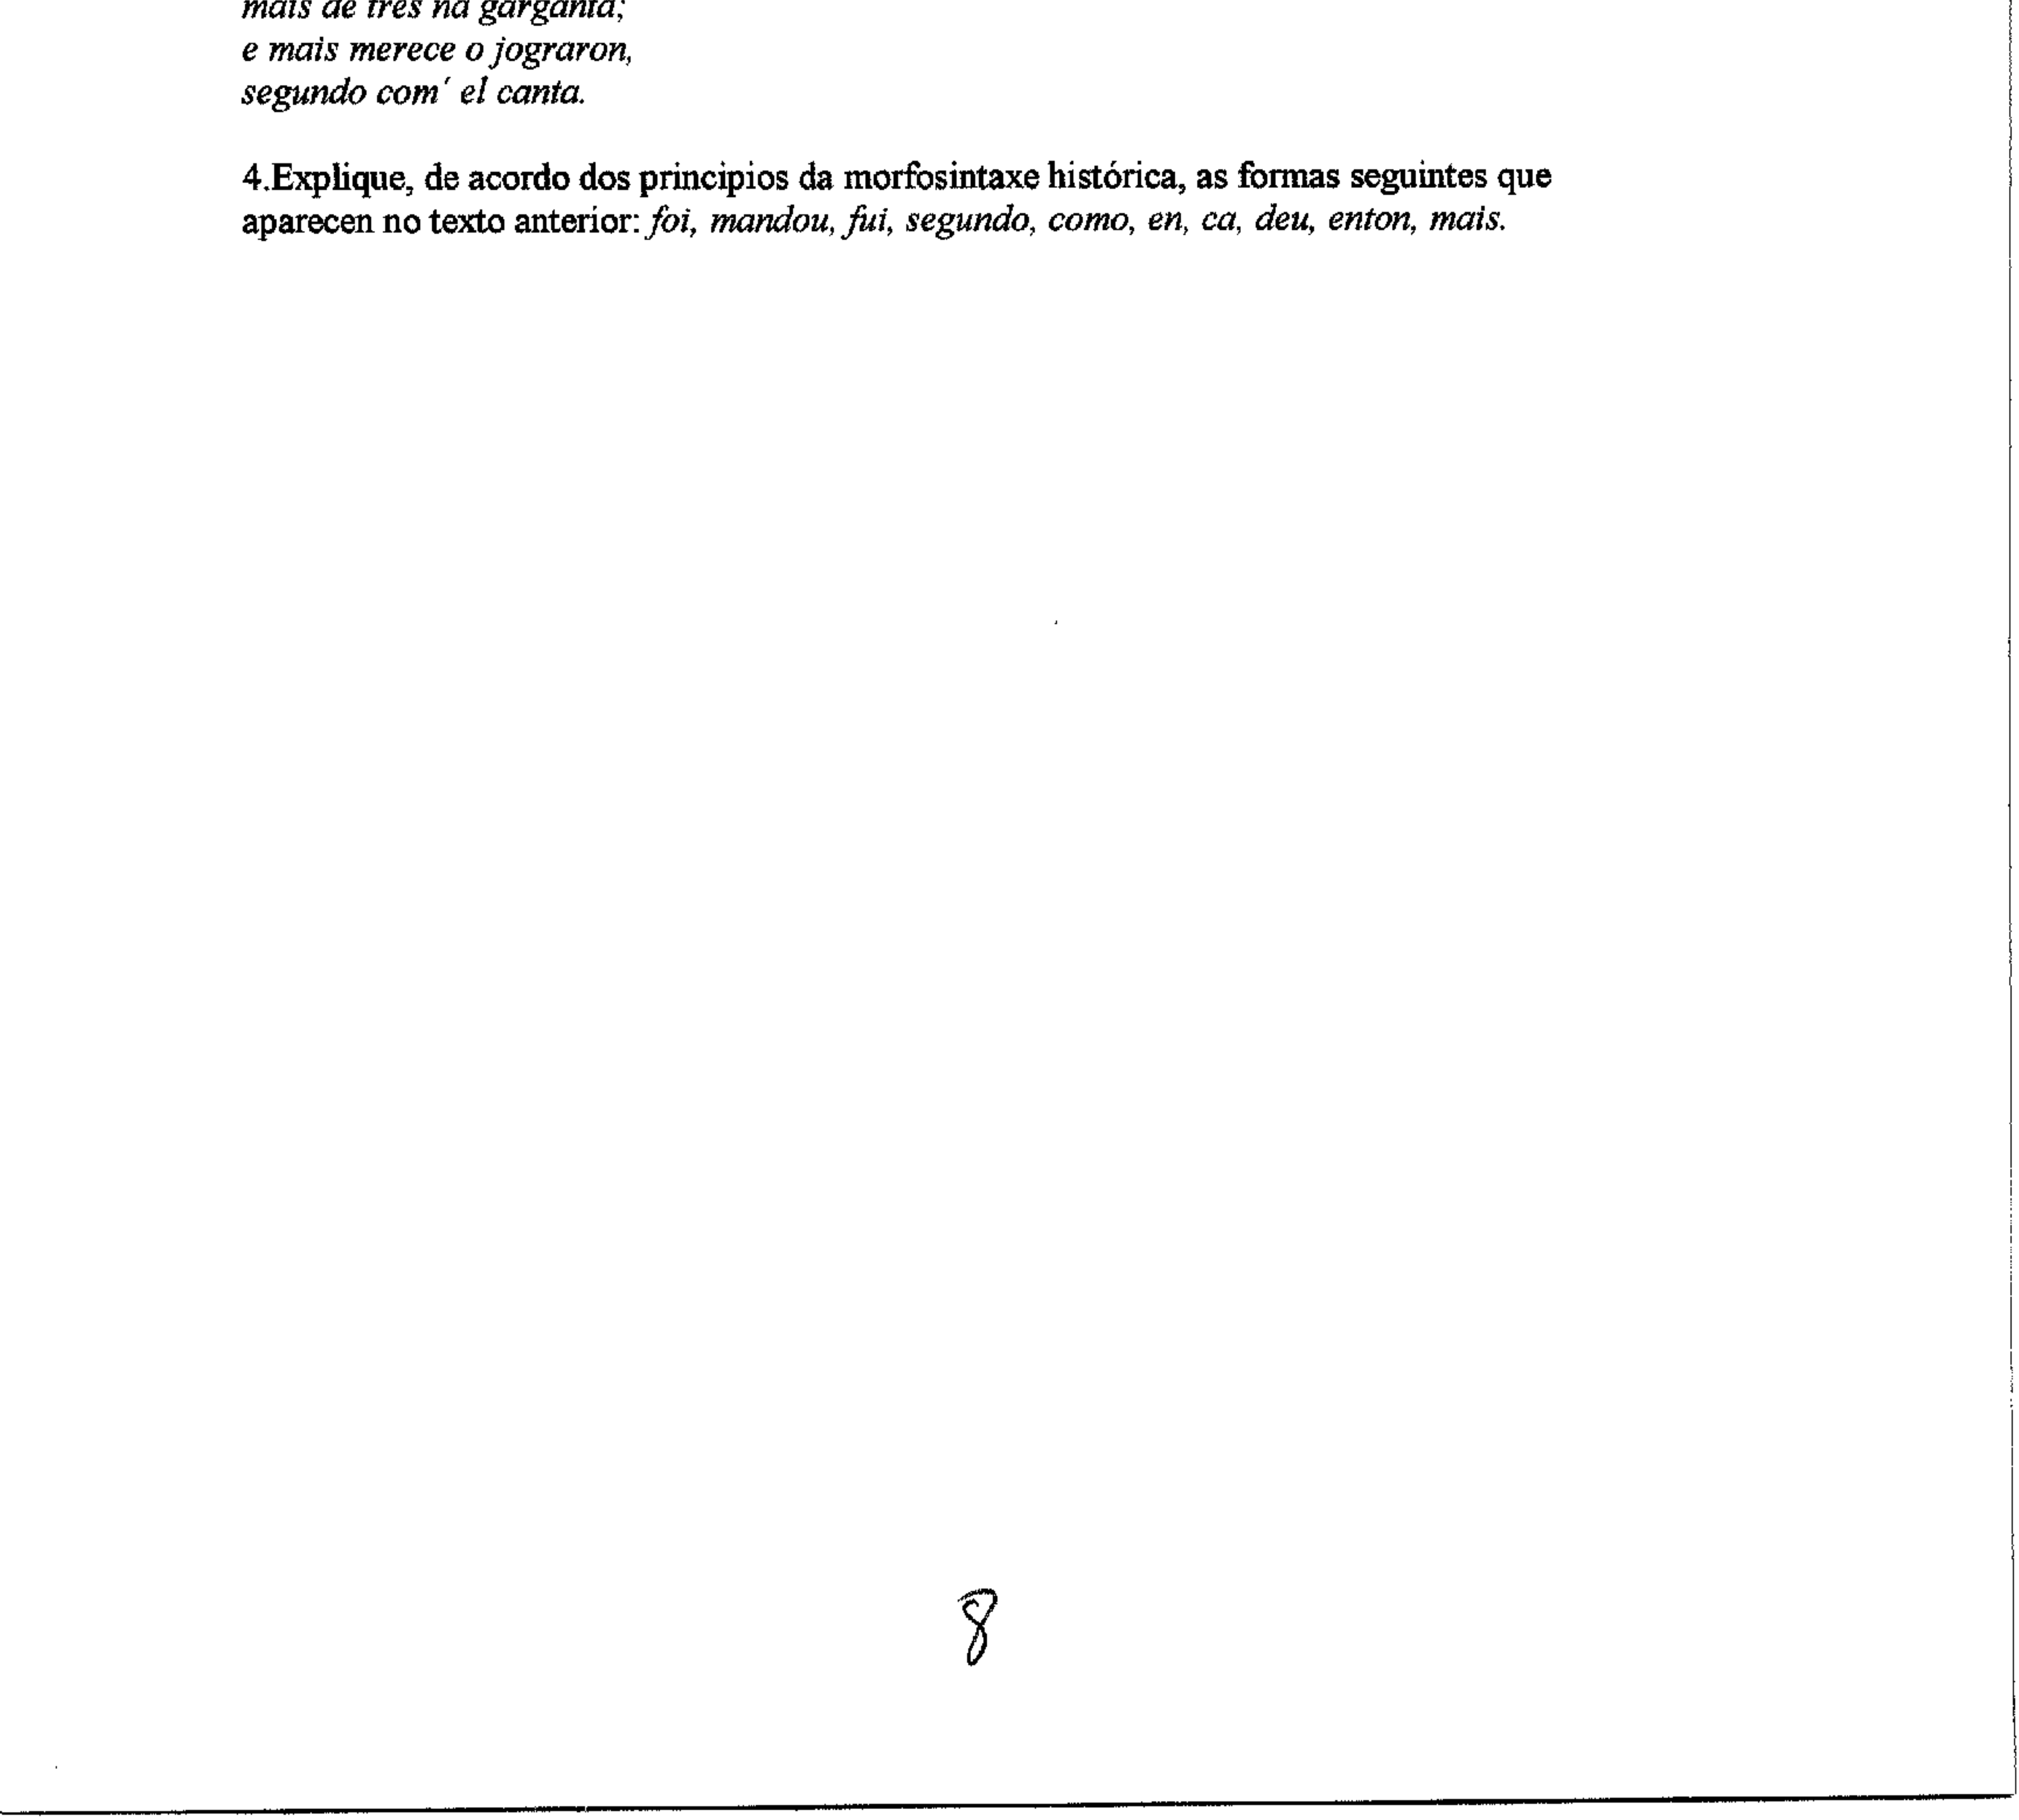 mais de tres na garganta;
e mais merece o jograron,
segundo com´ el canta.
4.Explique, de acordo dos principios da morfosintaxe histórica, as formas seguintes que
aparecen no texto anterior: foi, mandou, fui, segundo, como, en, ca, deu, enton, mais.
8